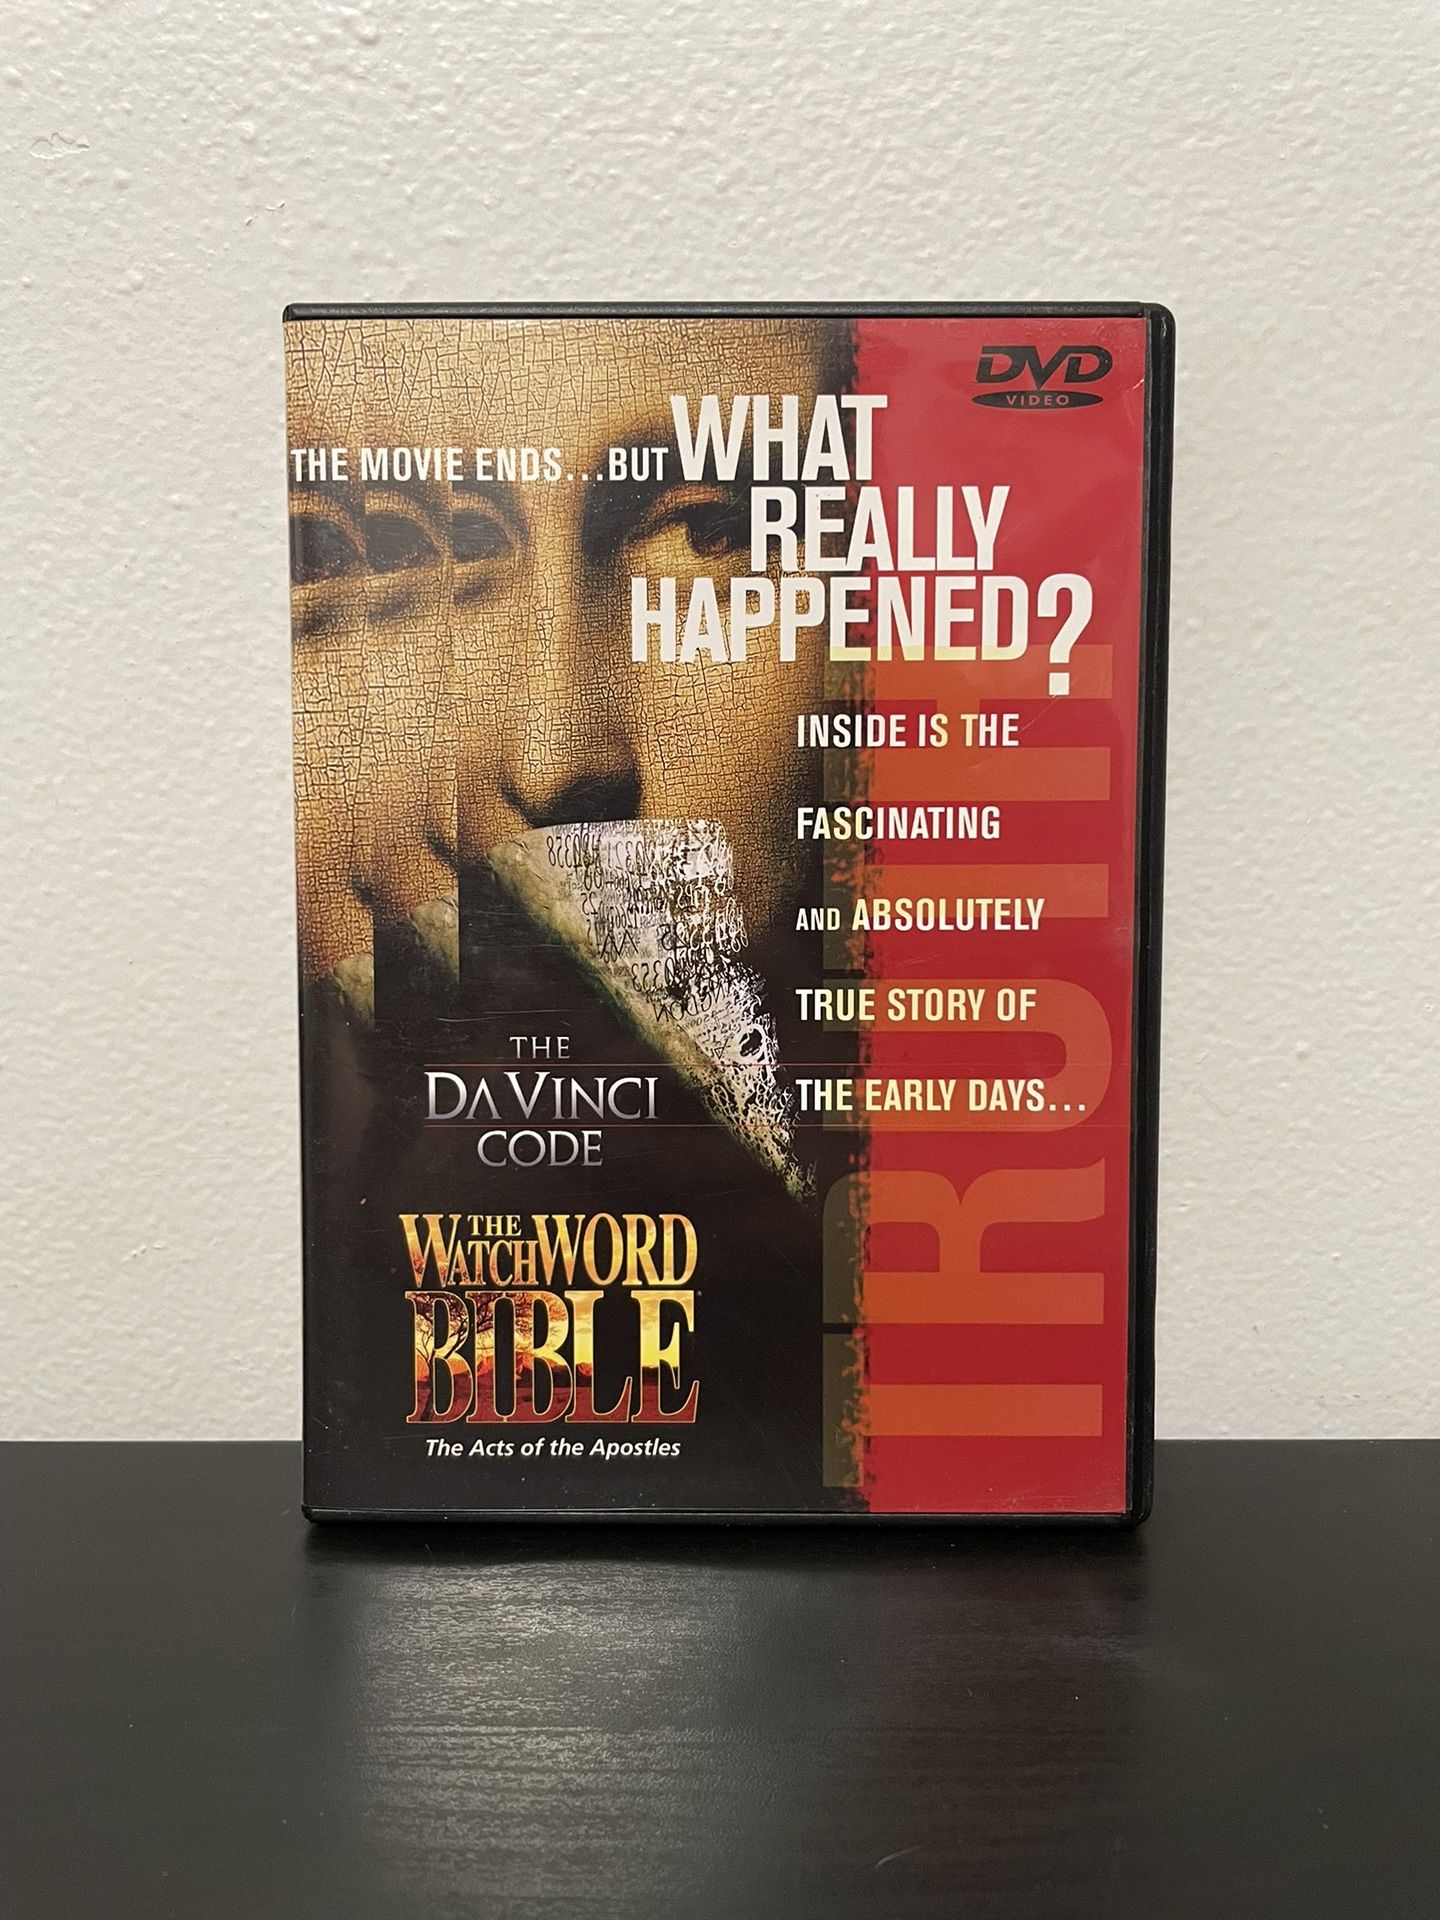 DVD
VIDEO
THE MOVIE ENDS...BUT WHAT
REALLY
HAPPENED?
INSIDE IS THE
FASCINATING
AND ABSOLUTELY
TRUE STORY OF
THE EARLY DAYS...
TRUTH
THE
DA VINCI
CODE
THE
WATCHWORD
BIBLE
The Acts of the Apostles